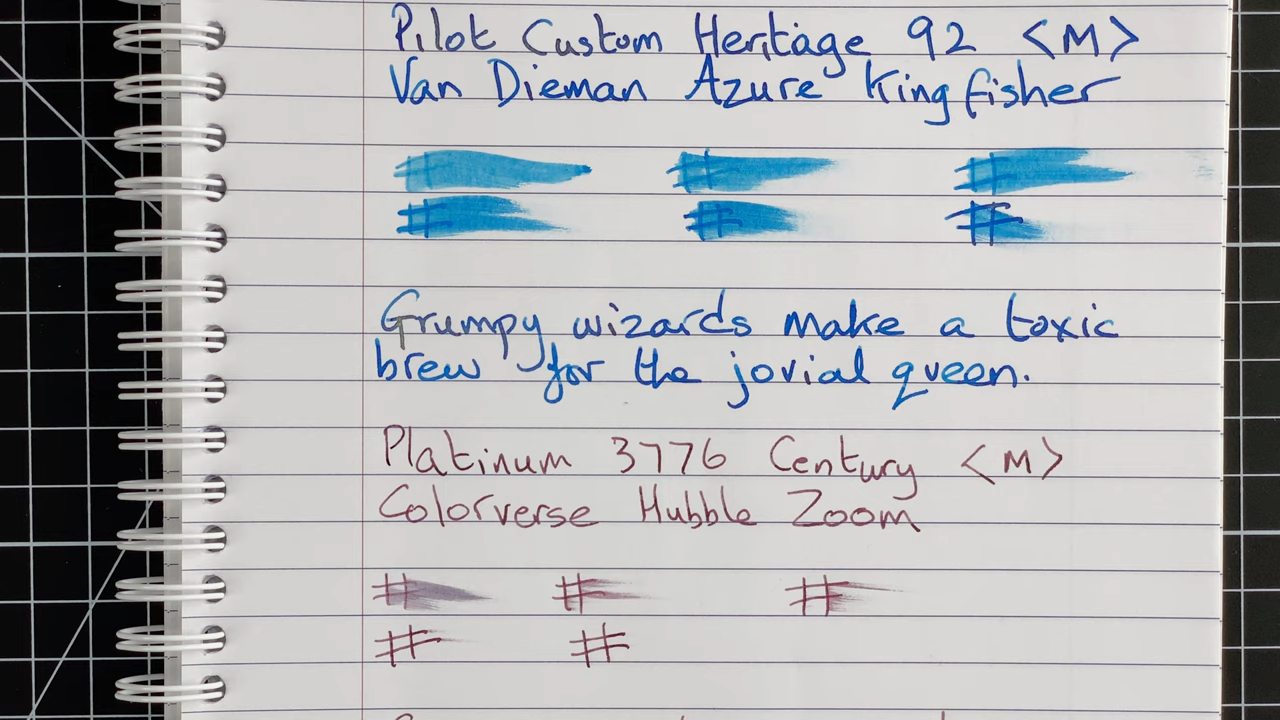 Pilot Custom Heritage 92 <M>
Van Dieman Azure Kingfisher
# # #
# # #
Grumpy wizards make a toxic
brew for the jovial queen.
Platinum 3776 Century <M>
Colorverse Hubble Zoom
# # #
# #